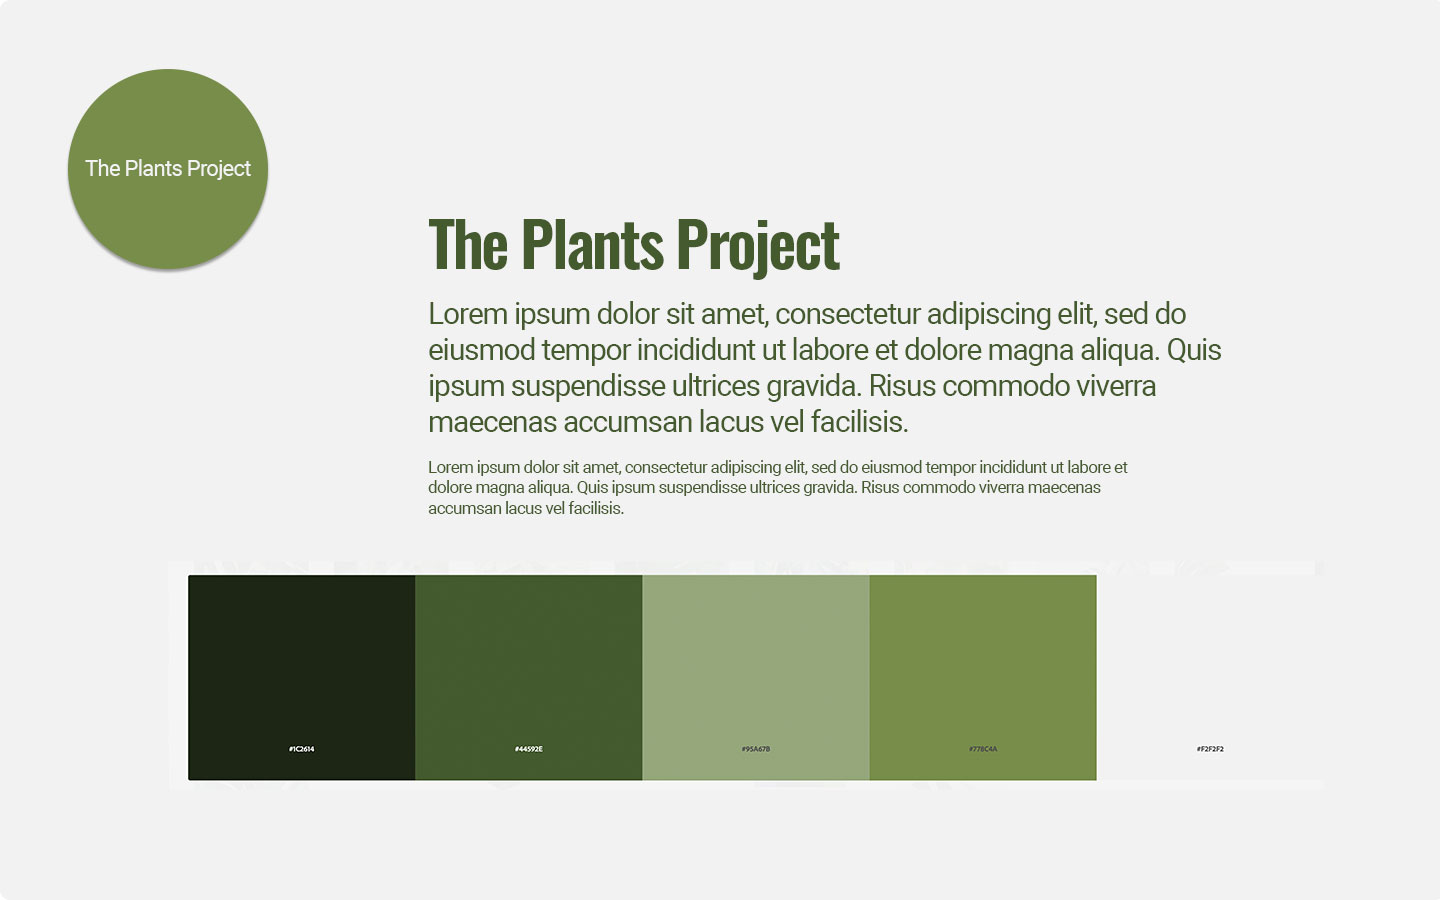 The Plants Project
The Plants Project
Lorem ipsum dolor sit amet, consectetur adipiscing elit, sed do
eiusmod tempor incididunt ut labore et dolore magna aliqua. Quis
ipsum suspendisse ultrices gravida. Risus commodo viverra
maecenas accumsan lacus vel facilisis.
Lorem ipsum dolor sit amet, consectetur adipiscing elit, sed do eiusmod tempor incididunt ut labore et
dolore magna aliqua. Quis ipsum suspendisse ultrices gravida. Risus commodo viverra maecenas
accumsan lacus vel facilisis.
#1C2614
#44592E
#95A67B
#778C4A
#F2F2F2